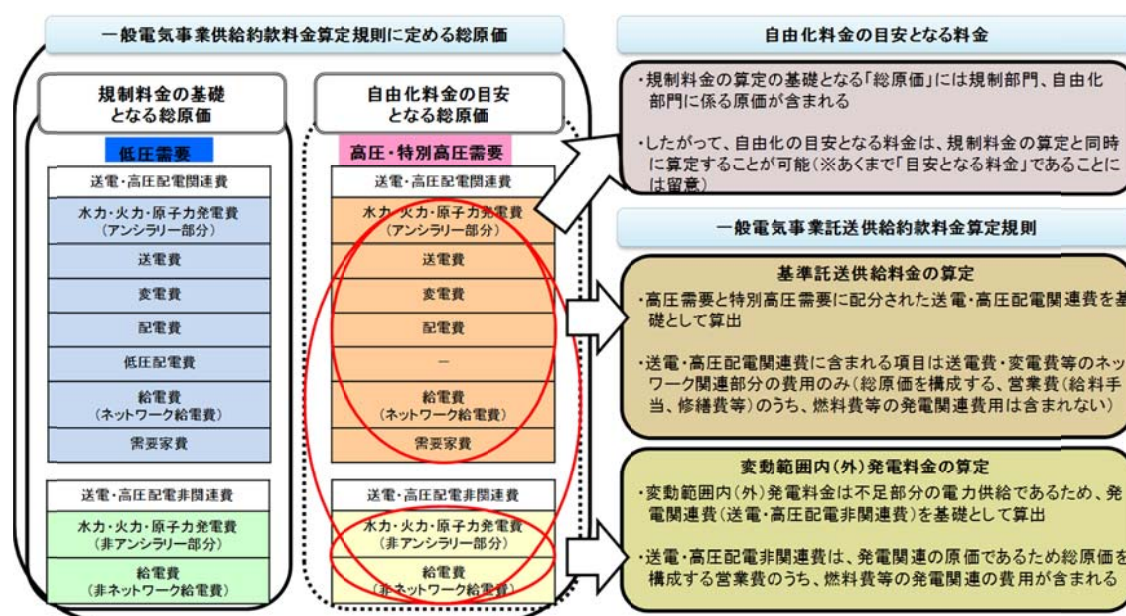 一般電気事業供給約款料金算定規則に定める総原価
規制料金の基礎
となる総原価
低圧需要
送電・高圧配電関連費
水力・火力・原子力発電費
(アンシラリー部分)
送電費
変電費
配電費
低圧配電費
給電費
(ネットワーク給電費)
需要家費
送電・高圧配電非関連費
水力・火力・原子力発電費
(非アンシラリー部分)
給電費
(非ネットワーク給電費)
自由化料金の目安
となる総原価
高圧・特別高圧需要
送電・高圧配電関連費
水力・火力・原子力発電費
(アンシラリー部分)
送電費
変電費
配電費
－
給電費
(ネットワーク給電費)
需要家費
送電・高圧配電非関連費
水力・火力・原子力発電費
(非アンシラリー部分)
給電費
(非ネットワーク給電費)
自由化料金の目安となる料金
・規制料金の算定の基礎となる「総原価」には規制部門、自由化
部門に係る原価が含まれる
・したがって、自由化の目安となる料金は、規制料金の算定と同時
に算定することが可能(※あくまで「目安となる料金」であることに
は留意)
一般電気事業託送供給約款料金算定規則
基準託送供給料金の算定
・高圧需要と特別高圧需要に配分された送電・高圧配電関連費を基
礎として算出
・送電・高圧配電関連費に含まれる項目は送電費・変電費等のネッ
ワーク関連部分の費用のみ(総原価を構成する、営業費(給料手
当、修繕費等)のうち、燃料費等の発電関連費用は含まれない)
変動範囲内(外)発電料金の算定
・変動範囲内(外)発電料金は不足部分の電力供給であるため、発
電関連費(送電・高圧配電非関連費)を基礎として算出
・送電・高圧配電非関連費は、発電関連の原価であるため総原価を
構成する営業費のうち、燃料費等の発電関連の費用が含まれる